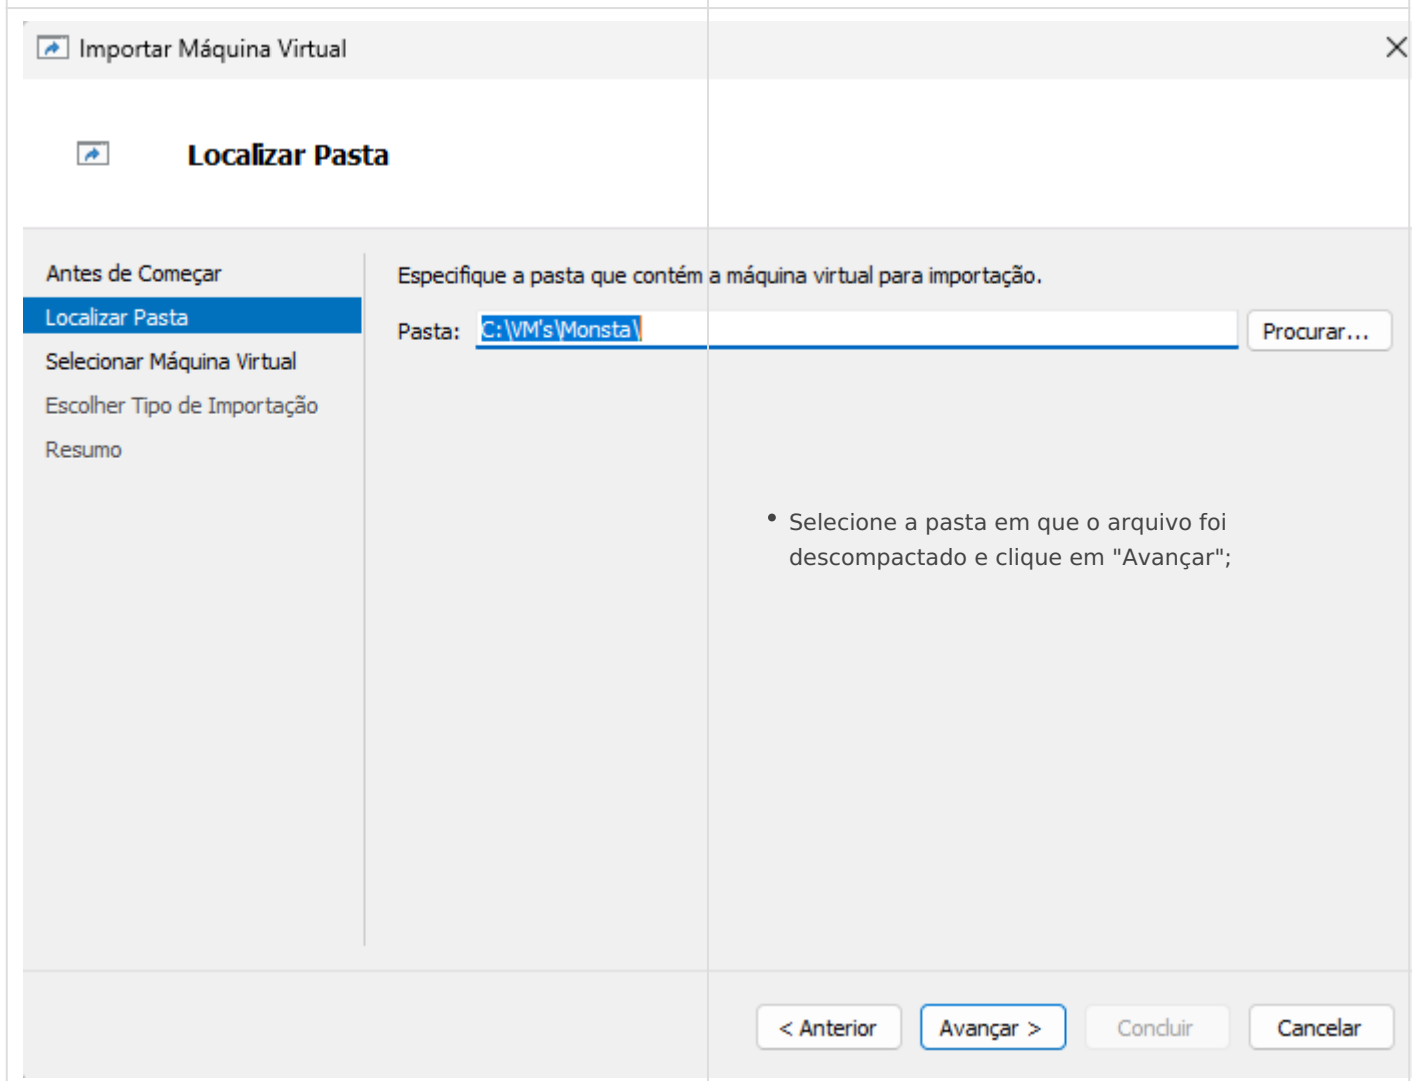 Importar Máquina Virtual
Localizar Pasta
Antes de Começar
Localizar Pasta
Selecionar Máquina Virtual
Escolher Tipo de Importação
Resumo
Especifique a pasta que contém a máquina virtual para importação.
Pasta: C:\VM's\Monsta\ Procurar...
• Selecione a pasta em que o arquivo foi
descompactado e clique em "Avançar";
< Anterior Avançar > Concluir Cancelar